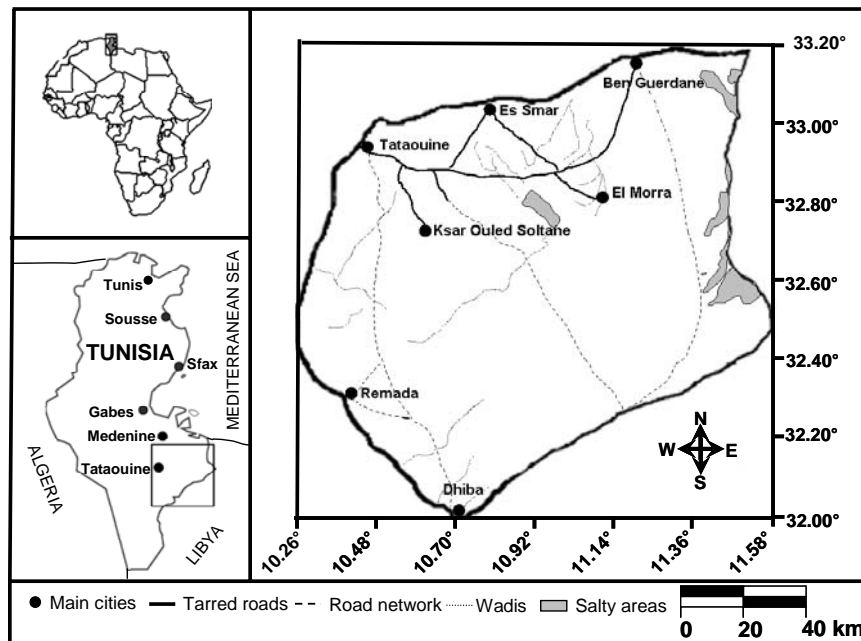 Tunis
Sousse
TUNISIA
Sfax
Gabes
Medenine
Tataouine
MEDITERRANEAN SEA
ALGERIA
LIBYA
Ben Guerdane
Es Smar
Tataouine
El Morra
Ksar Ouled Soltane
Remada
Dhiba
N
W E
S
33.20°
33.00°
32.80°
32.60°
32.40°
32.20°
32.00°
10.26° 10.48° 10.70° 10.92° 11.14° 11.36° 11.58°
Main cities Tarred roads Road network Wadis Salty areas
0 20 40 km